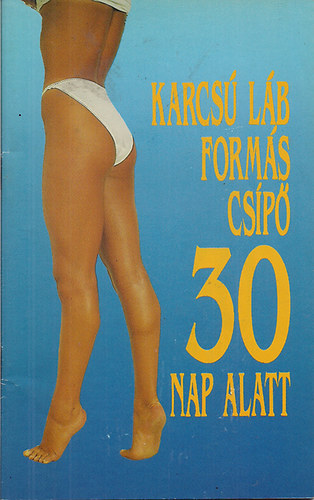 KARCSÚ LÁB
FORMÁS
CSÍPŐ
30
NAP ALATT